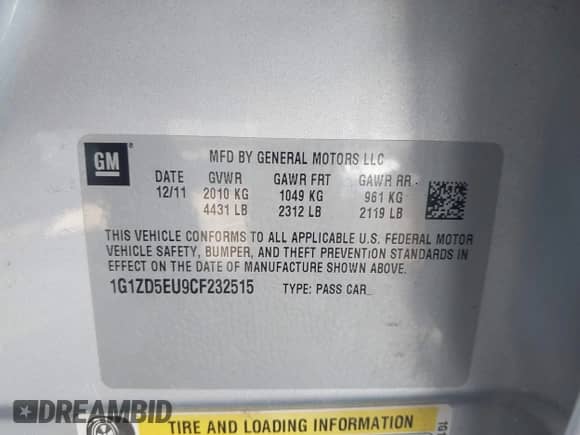 GM ®
MFD BY GENERAL MOTORS LLC
DATE GVWR GAWR FRT GAWR RR
12/11 2010 KG 1049 KG 961 KG
4431 LB 2312 LB 2119 LB
THIS VEHICLE CONFORMS TO ALL APPLICABLE U.S. FEDERAL MOTOR
VEHICLE SAFETY, BUMPER, AND THEFT PREVENTION STANDARDS IN
EFFECT ON THE DATE OF MANUFACTURE SHOWN ABOVE.
1G1ZD5EU9CF232515 TYPE: PASS CAR
TIRE AND LOADING INFORMATION
DREAMBID